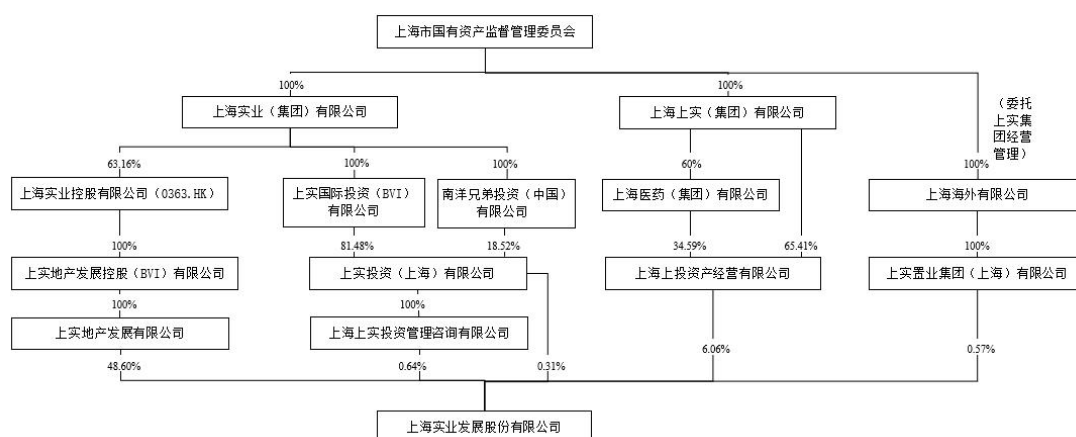 上海市国有资产监督管理委员会
100%
100%
上海实业（集团）有限公司
上海上实（集团）有限公司
（委托
上实集
团经营
管理）
63.16%
100%
100%
60%
100%
上海实业控股有限公司（0363.HK）
上实国际投资（BVI）
有限公司
南洋兄弟投资（中国）
有限公司
上海医药（集团）有限公司
上海海外有限公司
100%
81.48%
18.52%
34.59%
65.41%
100%
上实地产发展控股（BVI）有限公司
上实投资（上海）有限公司
上海上投资产经营有限公司
上实置业集团（上海）有限公司
100%
100%
上实地产发展有限公司
上海上实投资管理咨询有限公司
48.60%
0.64%
0.31%
6.06%
0.57%
上海实业发展股份有限公司